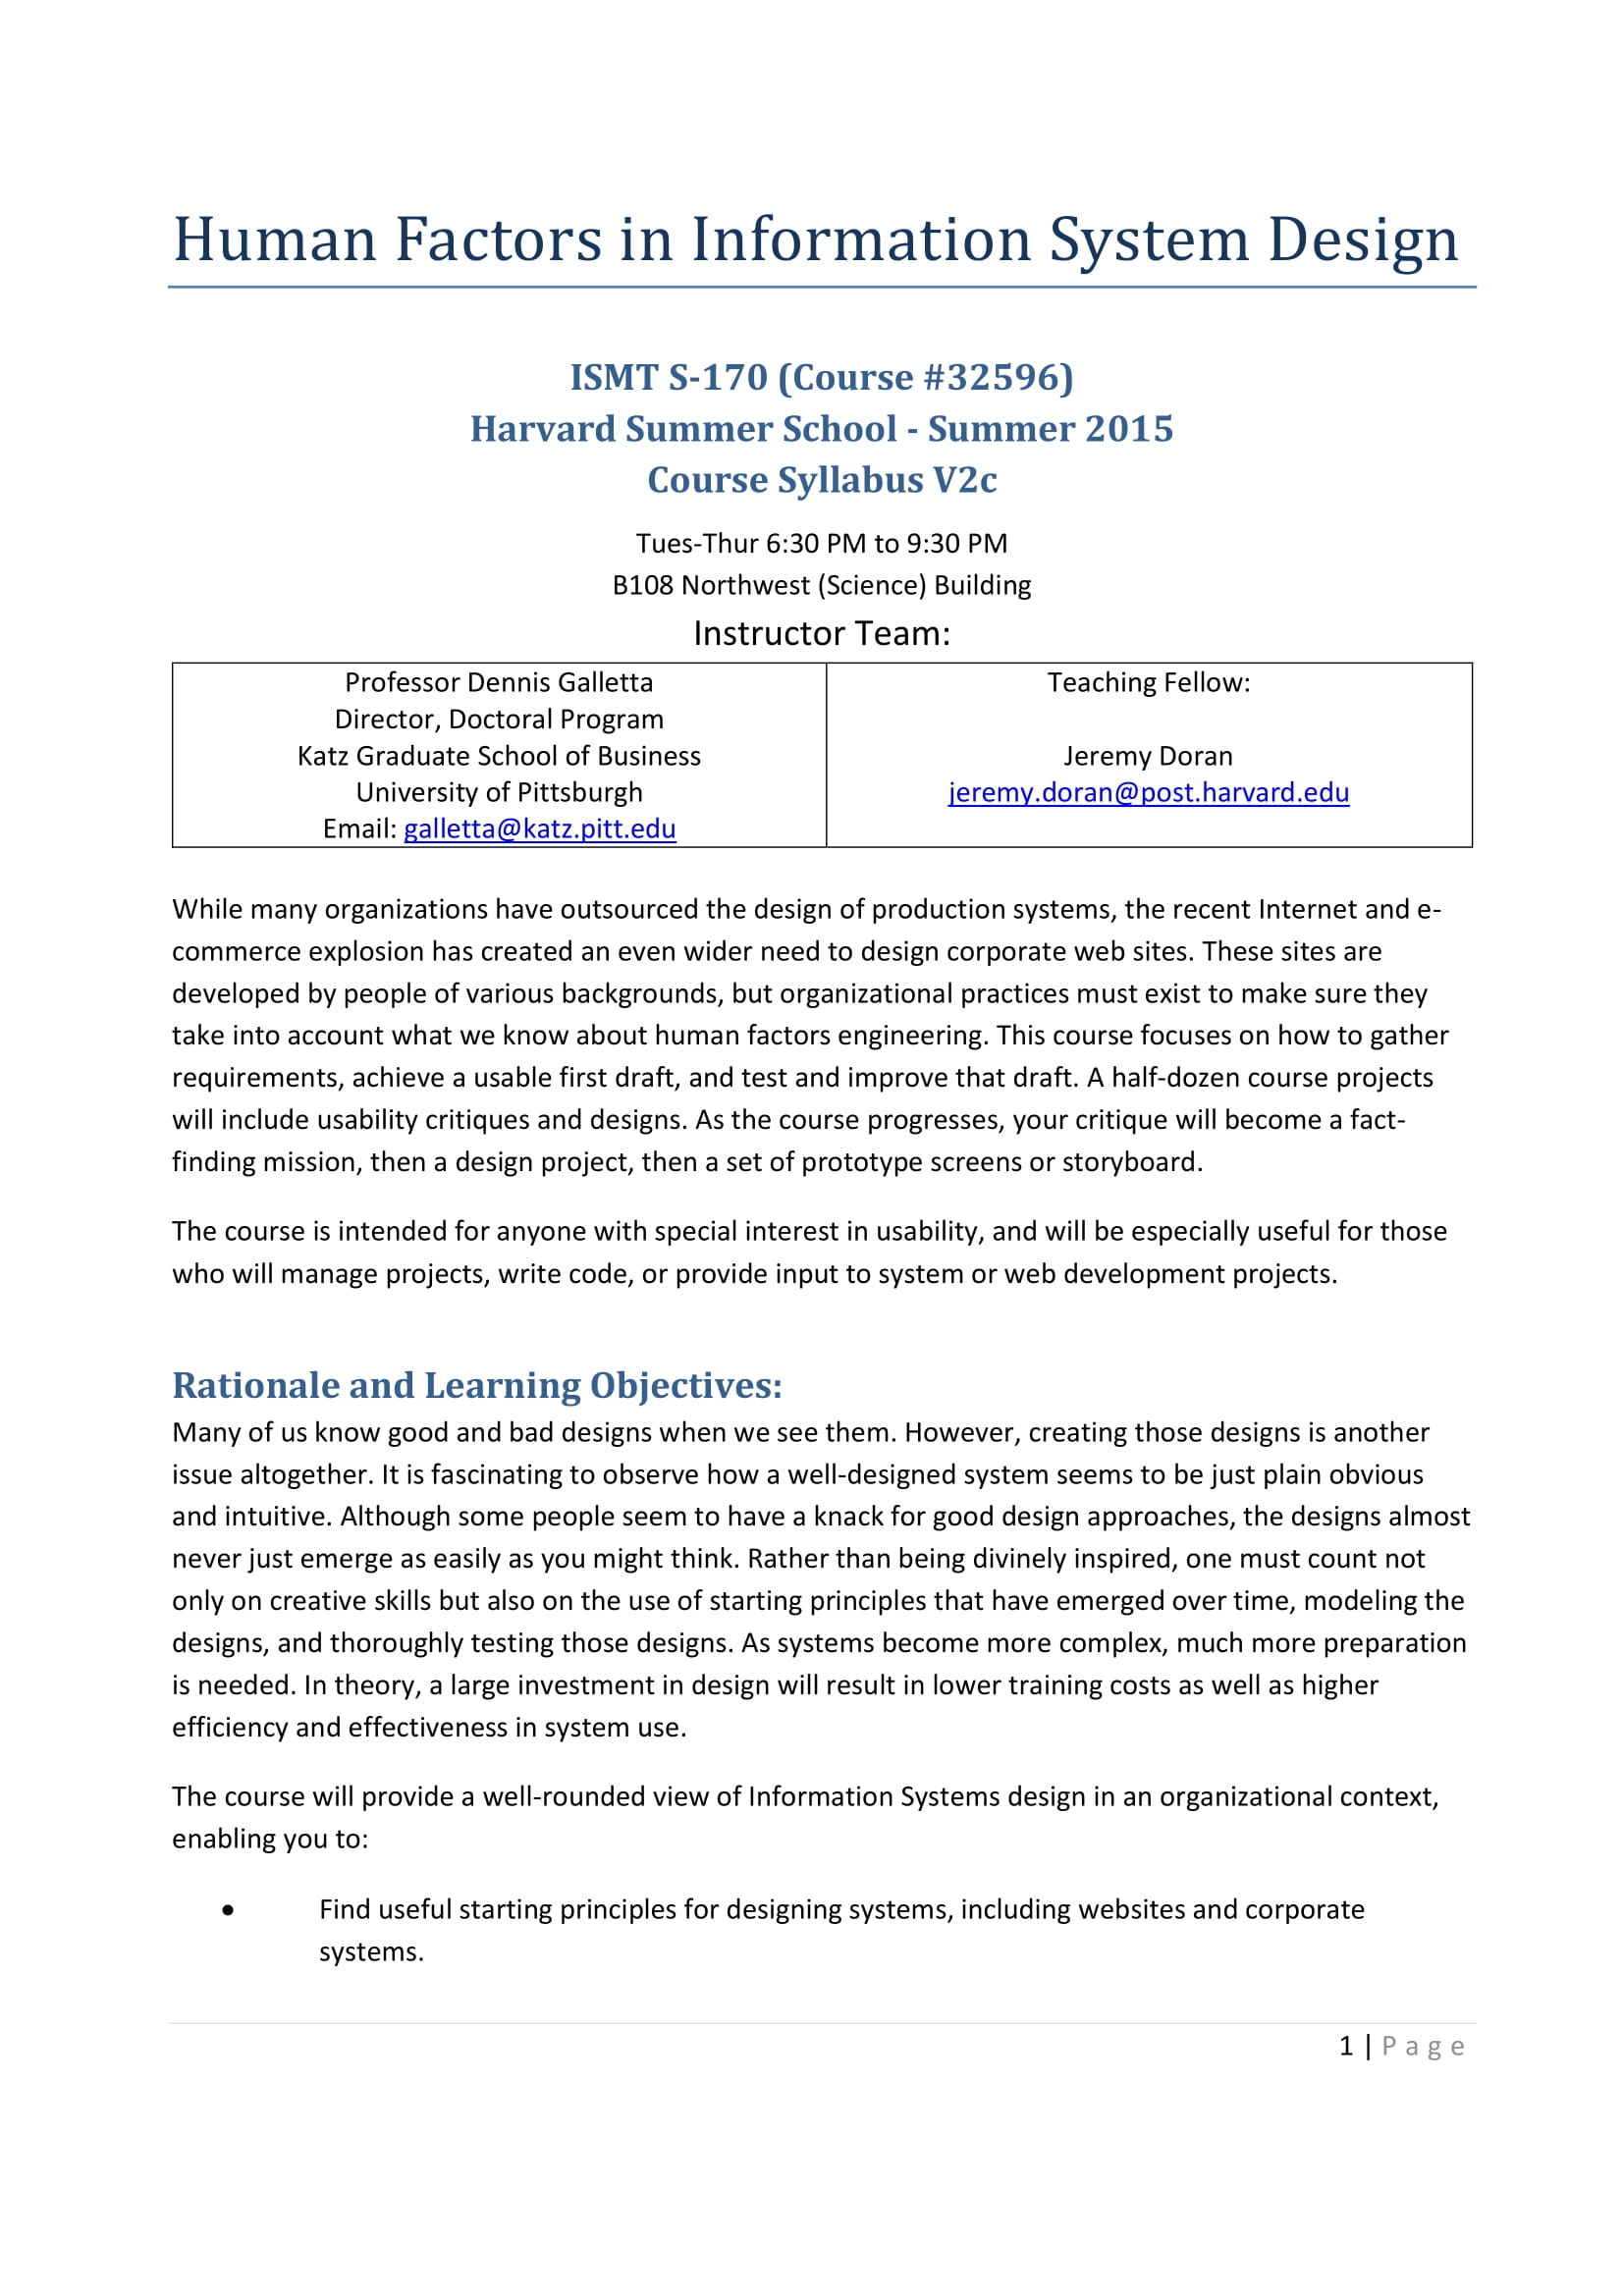 Human Factors in Information System Design
ISMT S-170 (Course #32596)
Harvard Summer School - Summer 2015
Course Syllabus V2c
Tues-Thur 6:30 PM to 9:30 PM
B108 Northwest (Science) Building
Instructor Team:
Professor Dennis Galletta
Director, Doctoral Program
Katz Graduate School of Business
University of Pittsburgh
Email: galletta@katz.pitt.edu
Teaching Fellow:
Jeremy Doran
jeremy.doran@post.harvard.edu
While many organizations have outsourced the design of production systems, the recent Internet and e-
commerce explosion has created an even wider need to design corporate web sites. These sites are
developed by people of various backgrounds, but organizational practices must exist to make sure they
take into account what we know about human factors engineering. This course focuses on how to gather
requirements, achieve a usable first draft, and test and improve that draft. A half-dozen course projects
will include usability critiques and designs. As the course progresses, your critique will become a fact-
finding mission, then a design project, then a set of prototype screens or storyboard.
The course is intended for anyone with special interest in usability, and will be especially useful for those
who will manage projects, write code, or provide input to system or web development projects.
Rationale and Learning Objectives:
Many of us know good and bad designs when we see them. However, creating those designs is another
issue altogether. It is fascinating to observe how a well-designed system seems to be just plain obvious
and intuitive. Although some people seem to have a knack for good design approaches, the designs almost
never just emerge as easily as you might think. Rather than being divinely inspired, one must count not
only on creative skills but also on the use of starting principles that have emerged over time, modeling the
designs, and thoroughly testing those designs. As systems become more complex, much more preparation
is needed. In theory, a large investment in design will result in lower training costs as well as higher
efficiency and effectiveness in system use.
The course will provide a well-rounded view of Information Systems design in an organizational context,
enabling you to:
• Find useful starting principles for designing systems, including websites and corporate
systems.
1 | Page